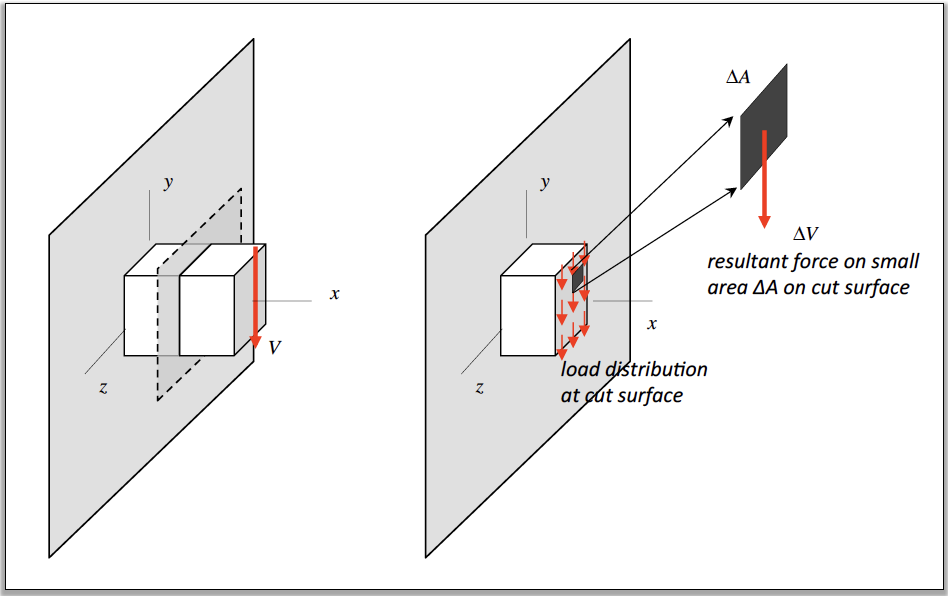 y
x
z
V
y
x
z
load distribution
at cut surface
ΔA
ΔV
resultant force on small
area ΔA on cut surface